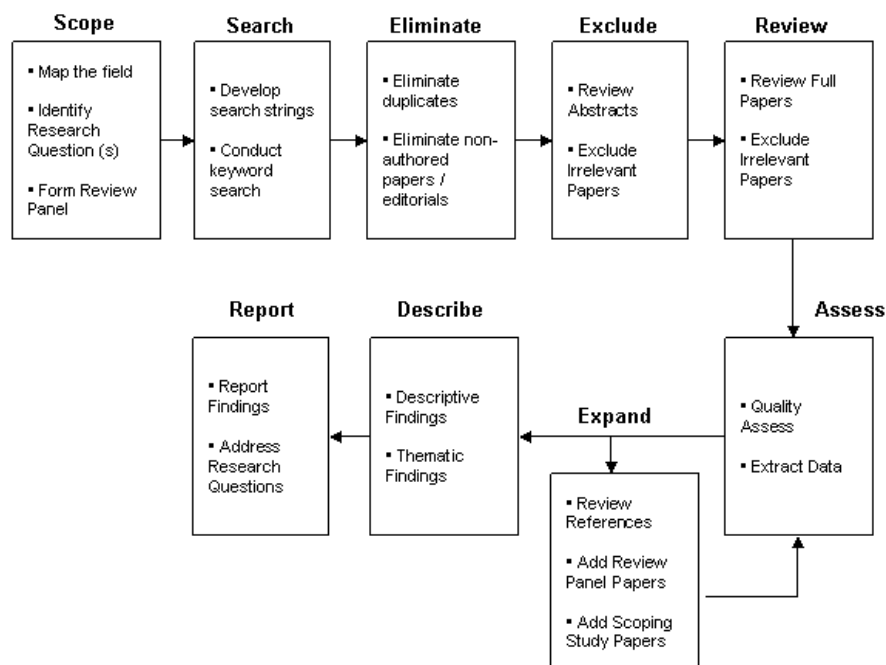 Scope
▪ Map the field
▪ Identify
Research
Question (s)
▪ Form Review
Panel
Search
▪ Develop
search strings
▪ Conduct
keyword
search
Eliminate
▪ Eliminate
duplicates
▪ Eliminate non-
authored
papers /
editorials
Exclude
▪ Review
Abstracts
▪ Exclude
Irrelevant
Papers
Review
▪ Review Full
Papers
▪ Exclude
Irrelevant
Papers
Assess
▪ Quality
Assess
▪ Extract Data
Expand
▪ Review
References
▪ Add Review
Panel Papers
▪ Add Scoping
Study Papers
Describe
▪ Descriptive
Findings
▪ Thematic
Findings
Report
▪ Report
Findings
▪ Address
Research
Questions